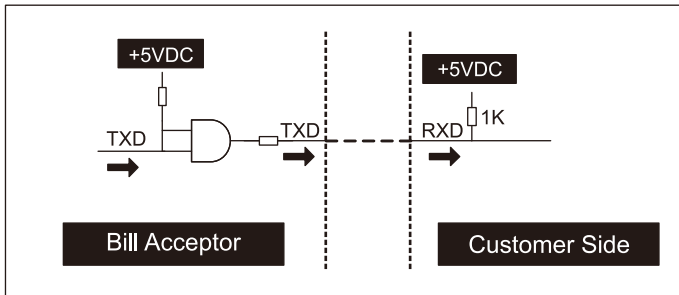 +5VDC
+5VDC
1K
TXD
TXD
RXD
Bill Acceptor
Customer Side